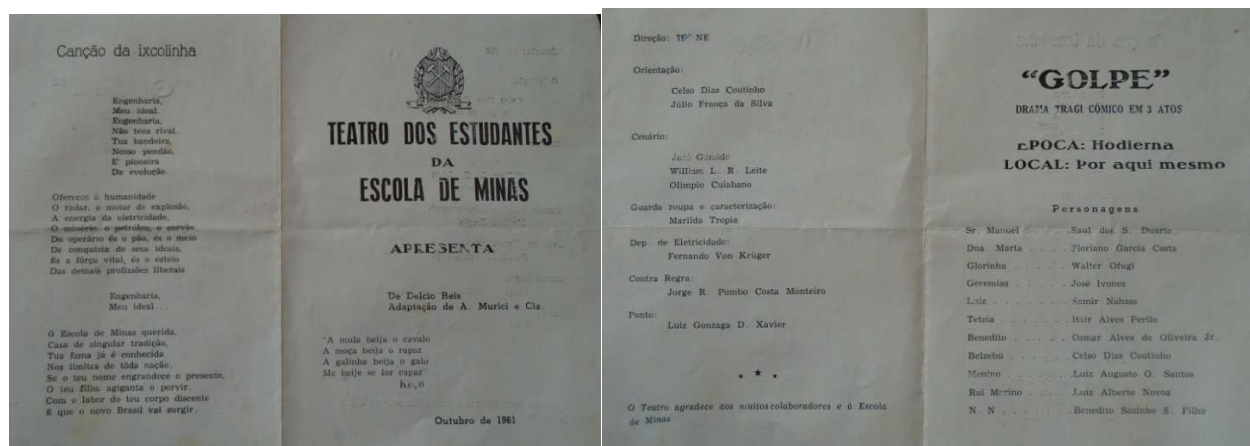 Canção da ixcolinha
Engenharia,
Meu ideal.
Engenharia,
Não tens rival.
Tua bandeira,
Nosso pendão,
E' pioneira
Da evolução.
Oferecem à humanidade
O radar, o motor de explosão,
A energia da eletricidade,
O minério, o petróleo, o carvão
Do operário és o pão, és o meio
De conquista de seus ideais,
És a fôrça vital, és o esteio
Das demais profissões liberais.
Engenharia,
Meu ideal...
Ó Escola de Minas querida,
Casa de singular tradição,
Tua fama já é conhecida
Nos limites de tôda nação.
Se o teu nome engrandece o presente,
O teu filho agiganta o porvir.
Com o labor do teu corpo discente
É que o novo Brasil vai surgir.
TEATRO DOS ESTUDANTES
DA
ESCOLA DE MINAS
APRESENTA
De Delcio Reis
Adaptação de A. Murici e Cia.
"A mula beija o cavalo
A moça beija o rapaz
A galinha beija o galo
Me beije se for capaz"
Outubro de 1961
Direção: NE
Orientação:
Celso Dias Coutinho
Júlio França da Silva
Cenário:
José
William L. R. Leite
Olimpio Cuiabano
Guarda roupa e caracterização:
Marilda Tropia
Dep. de Eletricidade:
Fernando Von Krüger
Contra Regra:
Jorge R. Pombo Costa Monteiro
Ponto:
Luiz Gonzaga D. Xavier
O Teatro agradece aos muitos colaboradores e à Escola
de Minas
"GOLPE"
DRAMA TRAGI CÔMICO EM 3 ATOS
EPOCA: Hodierna
LOCAL: Por aqui mesmo
Personagens
Sr Manuel . . . . . Saul dos S. Duarte
Dna. Marta . . . . . Floriano Garcia Costa
Glorinha . . . . . Walter Ofugi
Geremias . . . . . José Ivonez
Luiz . . . . . . Samir Nahass
Teteia . . . . . . Itair Alves Perilo
Benedito . . . . . Osmar Alves de Oliveira Jr.
Belzebu . . . . . Celso Dias Coutinho
Menino . . . . . Luiz Augusto O. Santos
Rui . . . . . Luiz Alberto Novos
N. N . . . . . . Benedito Sózinho S. Filho